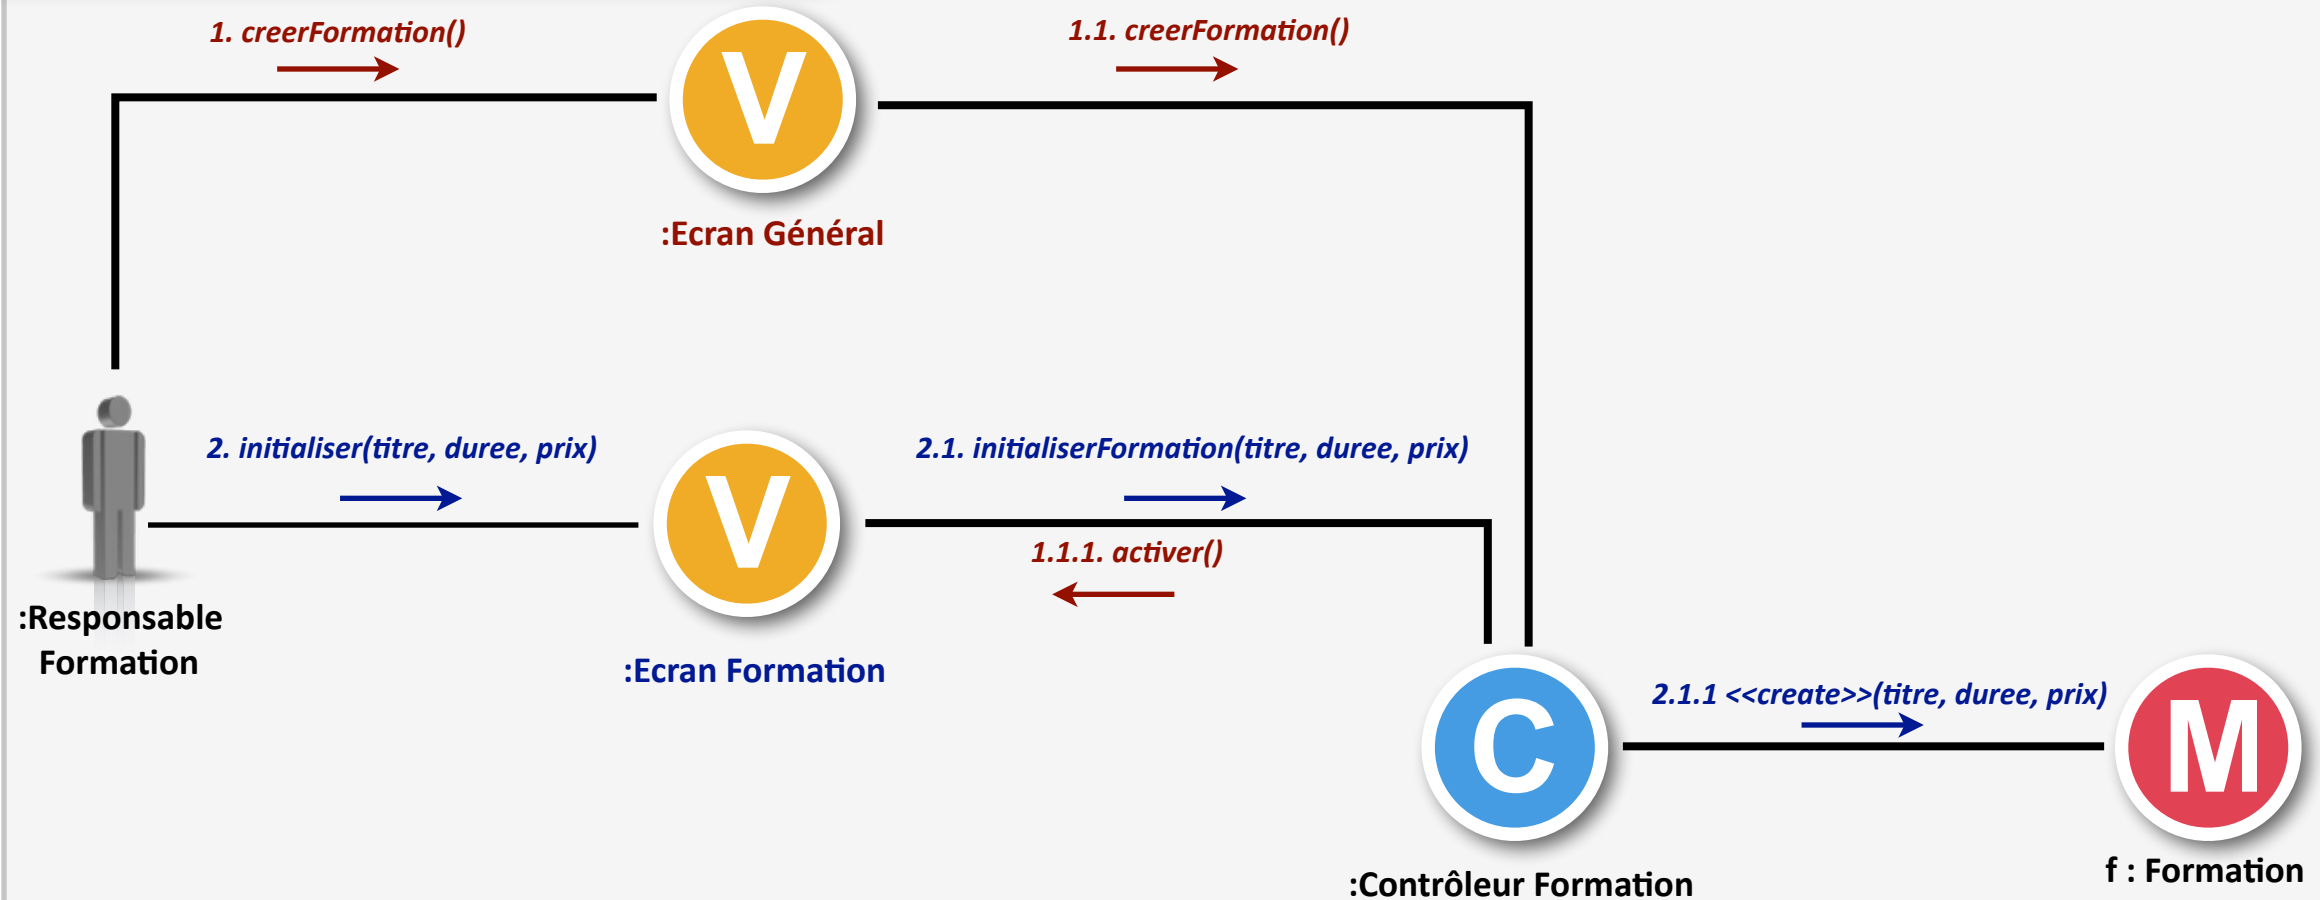 1. creerFormation()
1.1. creerFormation()
V
:Ecran Général
2. initialiser(titre, duree, prix)
2.1. initialiserFormation(titre, duree, prix)
V
1.1.1. activer()
:Responsable
Formation
:Ecran Formation
2.1.1 <<create>>(titre, duree, prix)
C
M
:Contrôleur Formation
f : Formation